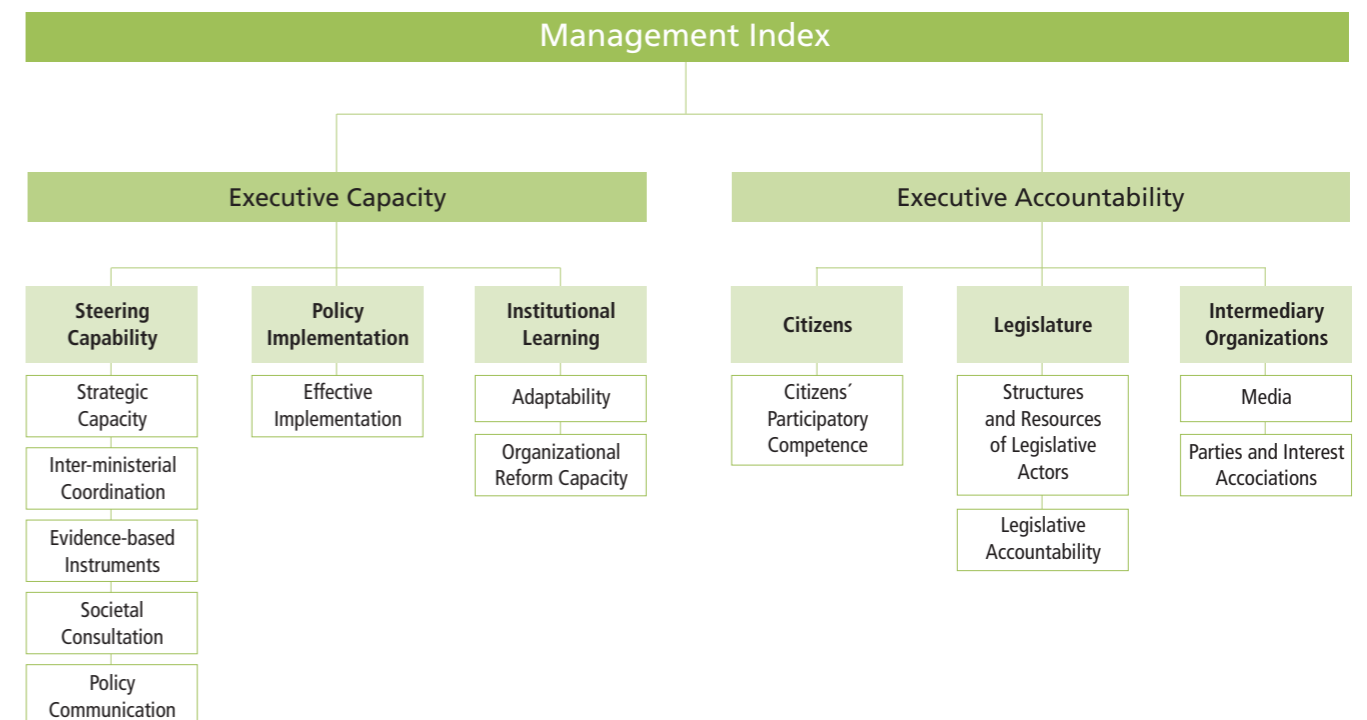 Management Index
Executive Capacity
Executive Accountability
Steering
Capability
Strategic
Capacity
Inter-ministerial
Coordination
Evidence-based
Instruments
Societal
Consultation
Policy
Communication
Policy
Implementation
Effective
Implementation
Institutional
Learning
Adaptability
Organizational
Reform Capacity
Citizens
Citizens´
Participatory
Competence
Legislature
Structures
and Resources
of Legislative
Actors
Legislative
Accountability
Intermediary
Organizations
Media
Parties and Interest
Accociations